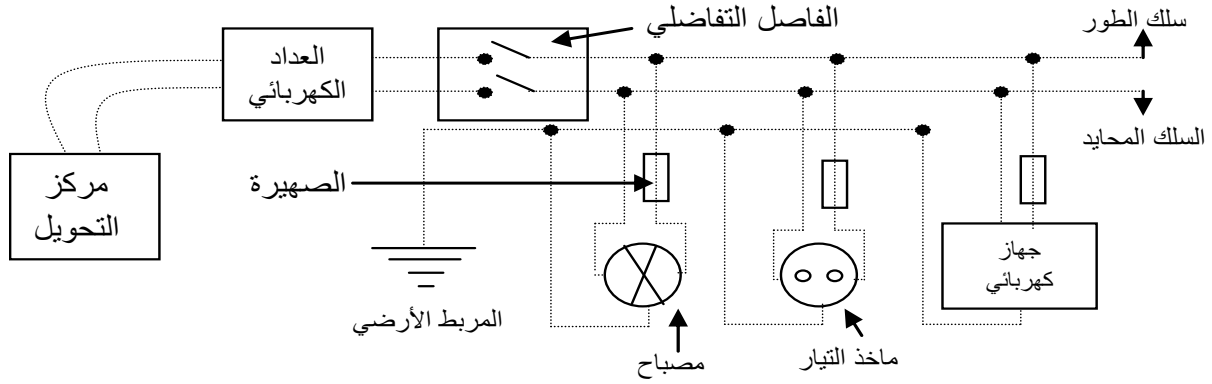 الفاصل التفاضلي
سلك الطور
العداد
الكهربائي
السلك المحايد
مركز
التحويل
الصهيرة
جهاز
كهربائي
المربط الأرضي
مصباح
ماخذ التيار